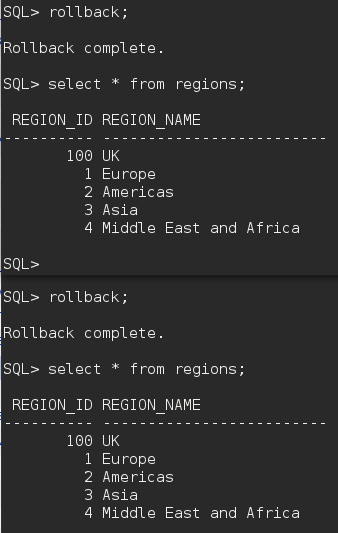 SQL> rollback;
Rollback complete.
SQL> select * from regions;
REGION_ID REGION_NAME
---------- -------------------------
100 UK
1 Europe
2 Americas
3 Asia
4 Middle East and Africa
SQL>
SQL> rollback;
Rollback complete.
SQL> select * from regions;
REGION_ID REGION_NAME
---------- -------------------------
100 UK
1 Europe
2 Americas
3 Asia
4 Middle East and Africa